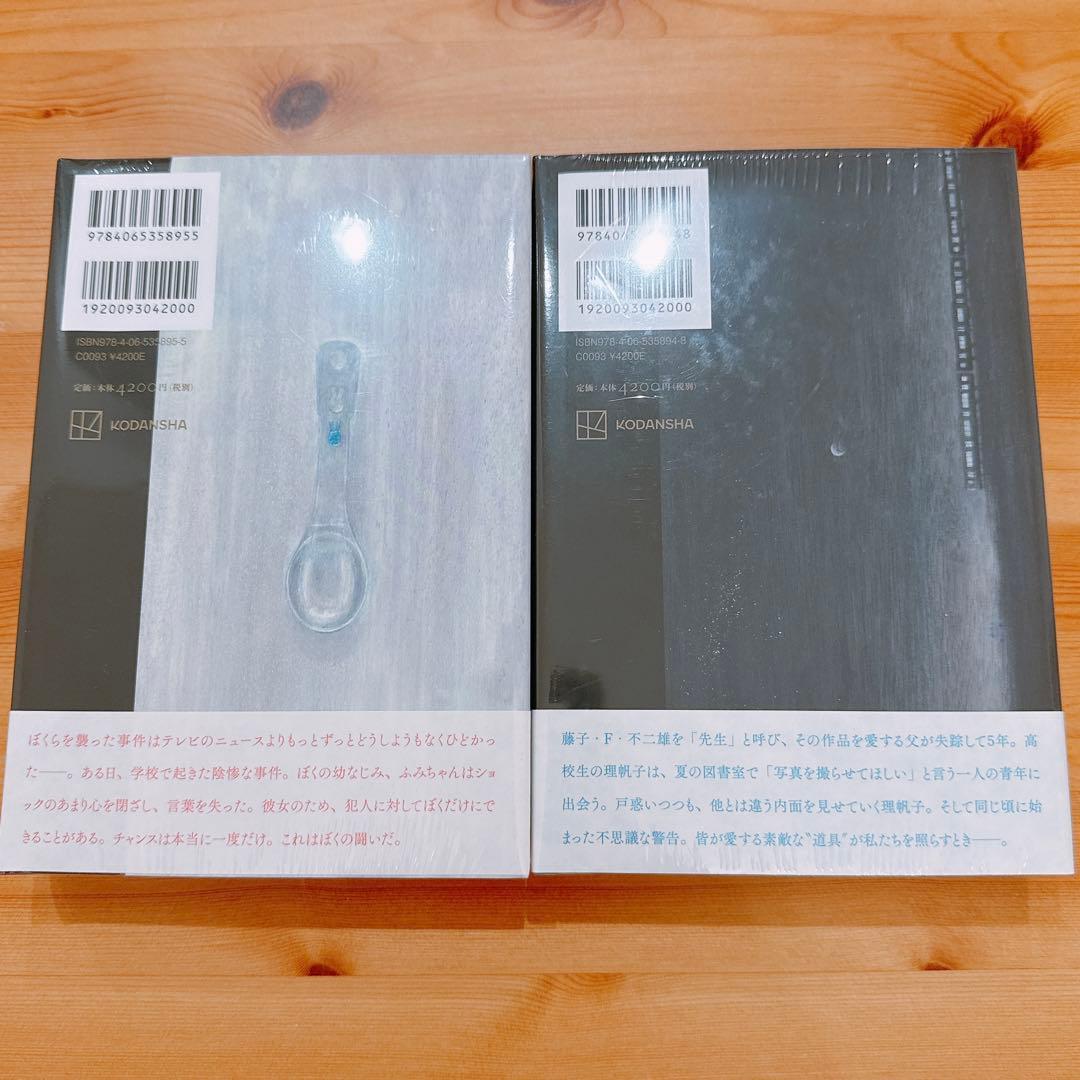 9784065358955
1920093042000
ISBN978-4-06-535895-5
C0093 ¥4200E
定価:本体4200円(税別)
KODANSHA
ぼくらを襲った事件はテレビのニュースよりもっとずっとどうしようもなくひどかっ
た――。ある日、学校で起きた陰惨な事件。ぼくの幼なじみ、ふみちゃんはショ
ックのあまり心を閉ざし、言葉を失った。彼女のため、犯人に対してぼくだけにで
きることがある。チャンスは本当に一度だけ。これはぼくの闘いだ。
1920093042000
ISBN978-4-06-535894-8
C0093 ¥4200E
定価:本体4200円(税別)
KODANSHA
藤子・F・不二雄を「先生」と呼び、その作品を愛する父が失踪して5年。高
校生の理帆子は、夏の図書室で「写真を撮らせてほしい」と言う一人の青年に
出会う。戸惑いつつも、他とは違う内面を見せていく理帆子。そして同じ頃に始
まった不思議な警告。皆が愛する素敵な〝道具〟が私たちを照らすとき――。